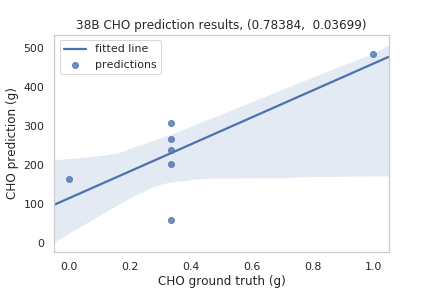 38B CHO prediction results, (0.78384,  0.03699)
fitted line
predictions
500
400
300
200
100
0
CHO prediction (g)
0.0 0.2 0.4 0.6 0.8 1.0
CHO ground truth (g)